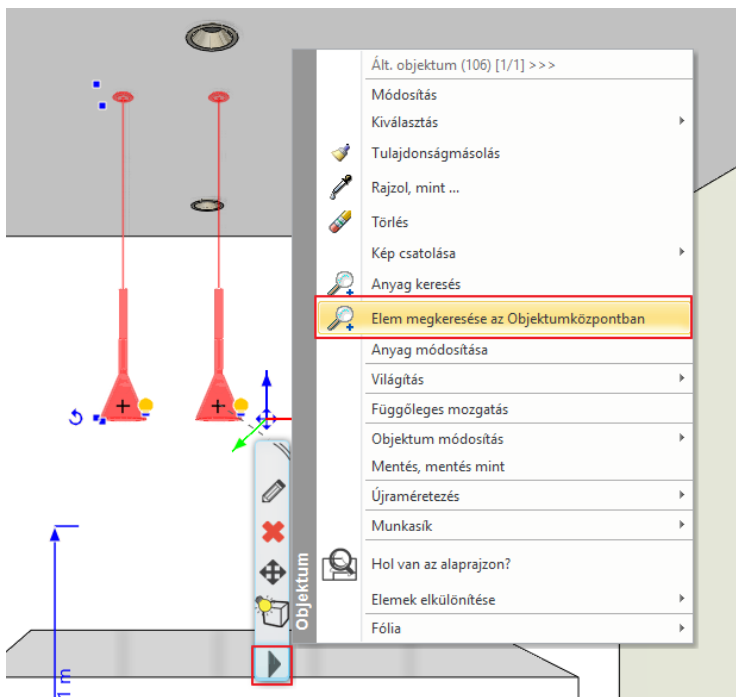 Ált. objektum (106) [1/1] >>>
Módosítás
Kiválasztás
Tulajdonságmásolás
Rajzol, mint ...
Törlés
Kép csatolása
Anyag keresés
Elem megkeresése az Objektumközpontban
Anyag módosítása
Világítás
Függőleges mozgatás
Objektum módosítás
Mentés, mentés mint
Újraméretezés
Munkasík
Hol van az alaprajzon?
Elemek elkülönítése
Fólia
Objektum
1 m